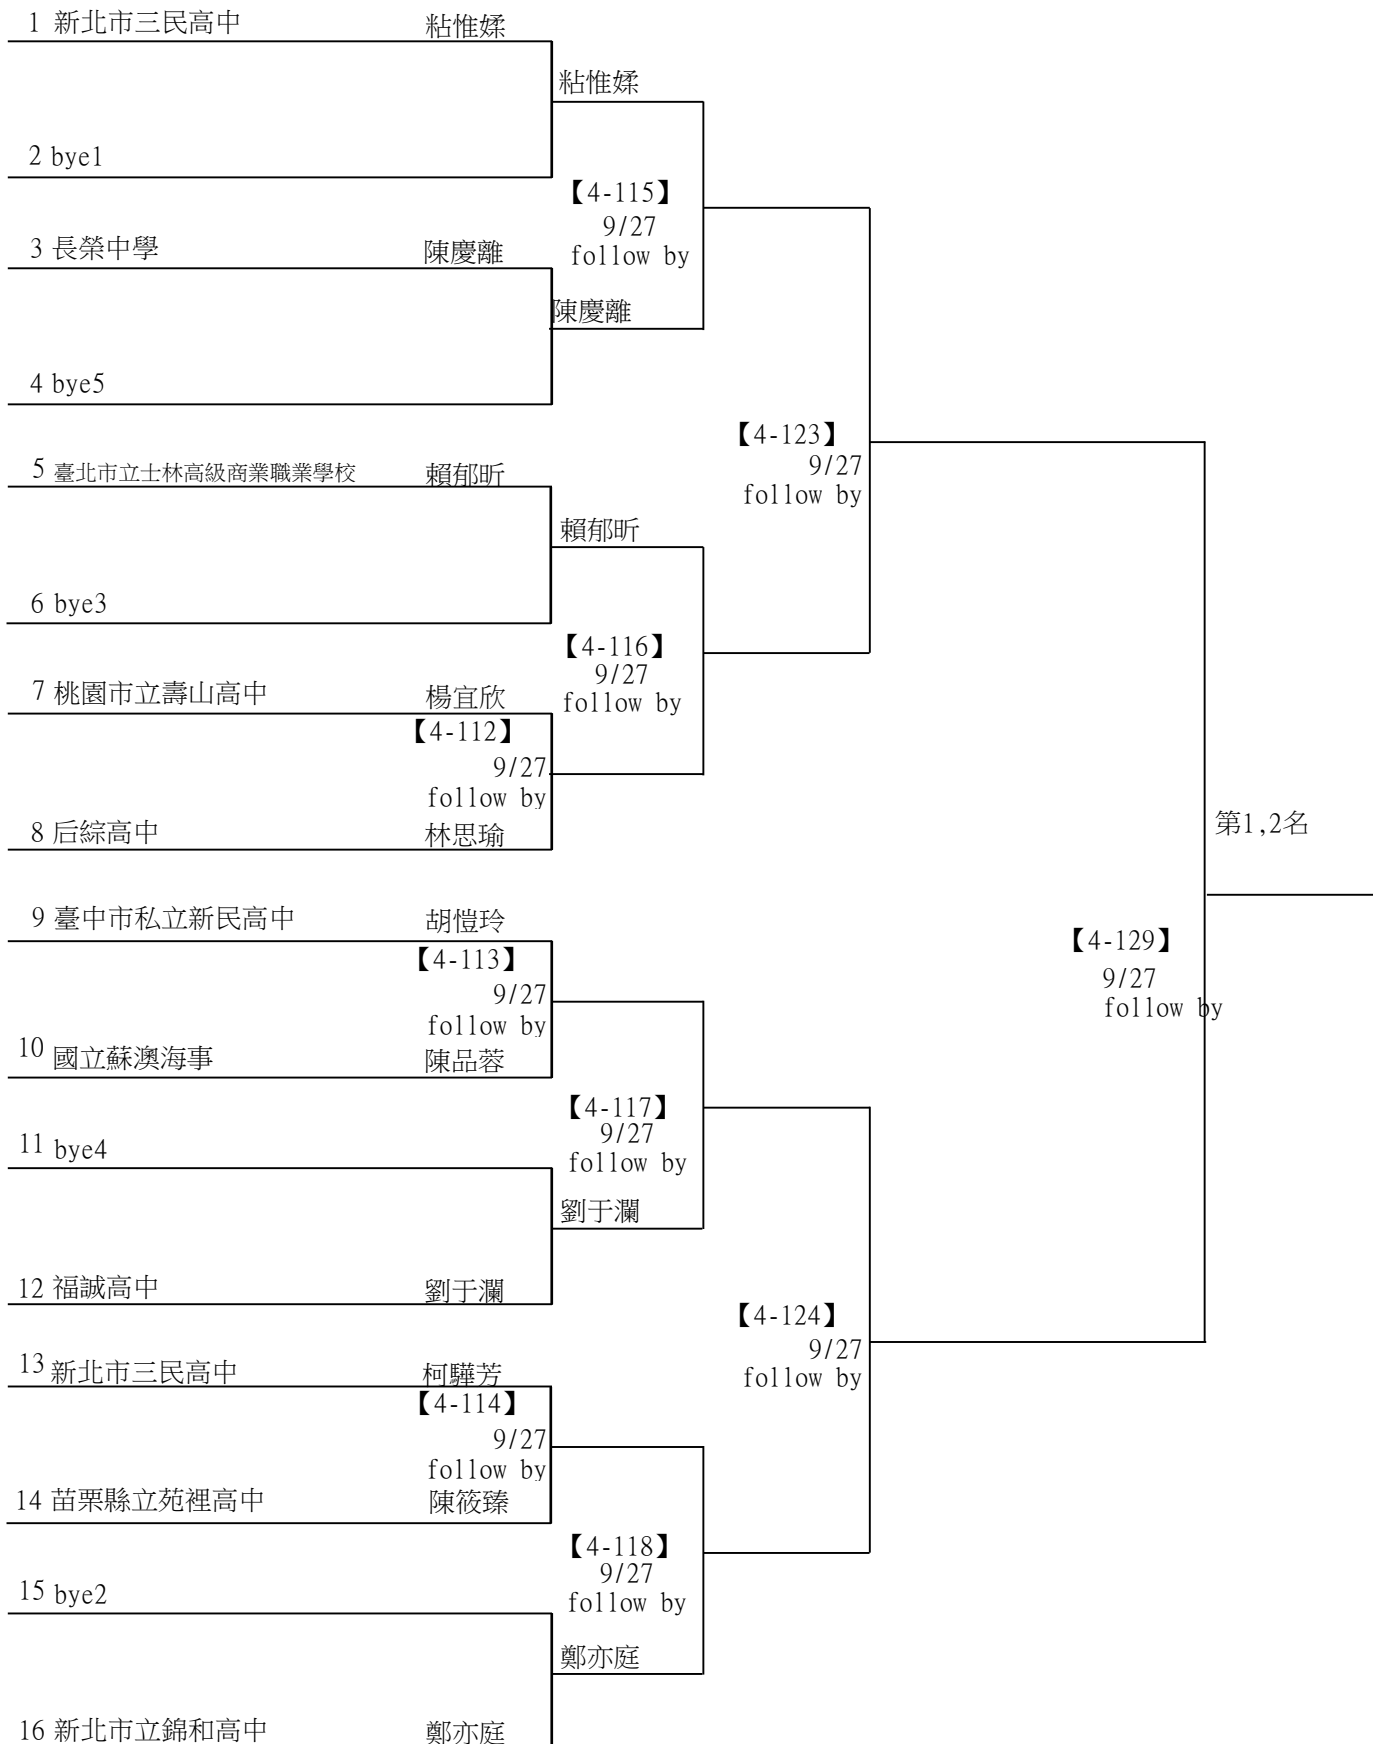 1 新北市三民高中 粘惟媃
粘惟媃
2 bye1
【4-115】
9/27
follow by
3 長榮中學 陳慶離
陳慶離
4 bye5
【4-123】
9/27
follow by
5 臺北市立士林高級商業職業學校 賴郁昕
賴郁昕
6 bye3
【4-116】
9/27
follow by
7 桃園市立壽山高中 楊宜欣
【4-112】
9/27
follow by
8 后綜高中 林思瑜
第1,2名
9 臺中市私立新民高中 胡愷玲
【4-113】
9/27
follow by
【4-129】
9/27
follow by
10 國立蘇澳海事 陳品蓉
【4-117】
9/27
follow by
11 bye4
劉于瀾
12 福誠高中 劉于瀾
【4-124】
9/27
follow by
13 新北市三民高中 柯驊芳
【4-114】
9/27
follow by
14 苗栗縣立苑裡高中 陳筱臻
【4-118】
9/27
follow by
15 bye2
鄭亦庭
16 新北市立錦和高中 鄭亦庭